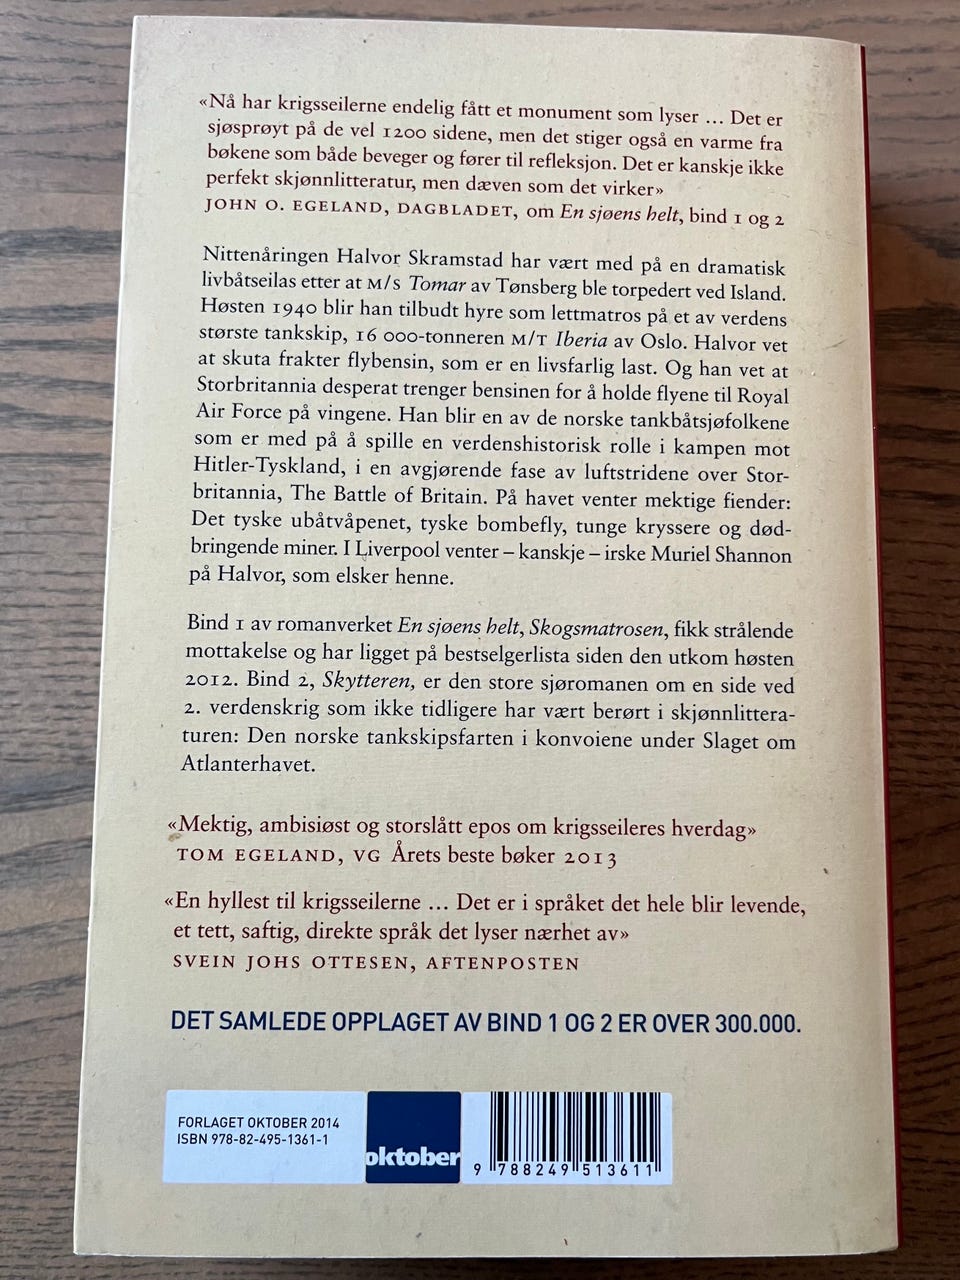 «Nå har krigsseilerne endelig fått et monument som lyser … Det er
sjøsprøyt på de vel 1200 sidene, men det stiger også en varme fra
bøkene som både beveger og fører til refleksjon. Det er kanskje ikke
perfekt skjønnlitteratur, men dæven som det virker»
JOHN O. EGELAND, DAGBLADET, om En sjøens helt, bind 1 og 2
Nittenåringen Halvor Skramstad har vært med på en dramatisk
livbåtseilas etter at M/S Tomar av Tønsberg ble torpedert ved Island.
Høsten 1940 blir han tilbudt hyre som lettmatros på et av verdens
største tankskip, 16 000-tonneren M/T Iberia av Oslo. Halvor vet
at skuta frakter flybensin, som er en livsfarlig last. Og han vet at
Storbritannia desperat trenger bensinen for å holde flyene til Royal
Air Force på vingene. Han blir en av de norske tankbåtsjøfolkene
som er med på å spille en verdenshistorisk rolle i kampen mot
Hitler-Tyskland, i en avgjørende fase av luftstridene over Stor-
britannia, The Battle of Britain. På havet venter mektige fiender:
Det tyske ubåtvåpenet, tyske bombefly, tunge kryssere og død-
bringende miner. I Liverpool venter – kanskje – irske Muriel Shannon
på Halvor, som elsker henne.
Bind 1 av romanverket En sjøens helt, Skogsmatrosen, fikk strålende
mottakelse og har ligget på bestselgerlista siden den utkom høsten
2012. Bind 2, Skytteren, er den store sjøromanen om en side ved
2. verdenskrig som ikke tidligere har vært berørt i skjønnlittera-
turen: Den norske tankskipsfarten i konvoiene under Slaget om
Atlanterhavet.
«Mektig, ambisiøst og storslått epos om krigsseileres hverdag»
TOM EGELAND, VG Årets beste bøker 2013
«En hyllest til krigsseilerne … Det er i språket det hele blir levende,
et tett, saftig, direkte språk det lyser nærhet av»
SVEIN JOHS OTTESEN, AFTENPOSTEN
DET SAMLEDE OPPLAGET AV BIND 1 OG 2 ER OVER 300.000.
FORLAGET OKTOBER 2014
ISBN 978-82-495-1361-1
oktober
9 788249 513611